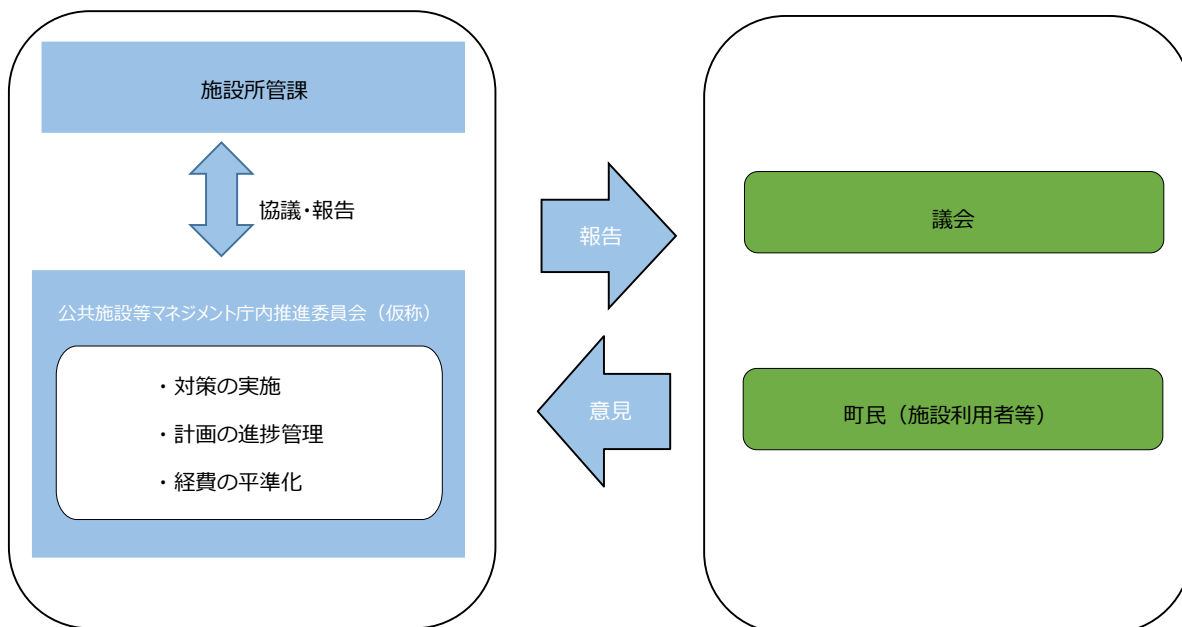 施設所管課
協議・報告
公共施設等マネジメント庁内推進委員会（仮称）
・ 対策の実施
・ 計画の進捗管理
・ 経費の平準化
報告
意見
議会
町民（施設利用者等）